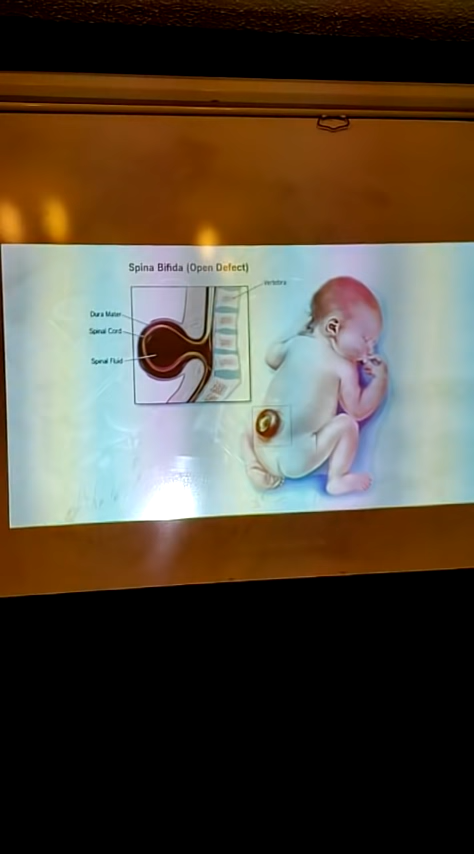 Spina Bifida (Open Defect)
Vertebra
Dura Mater
Spinal Cord
Spinal Fluid